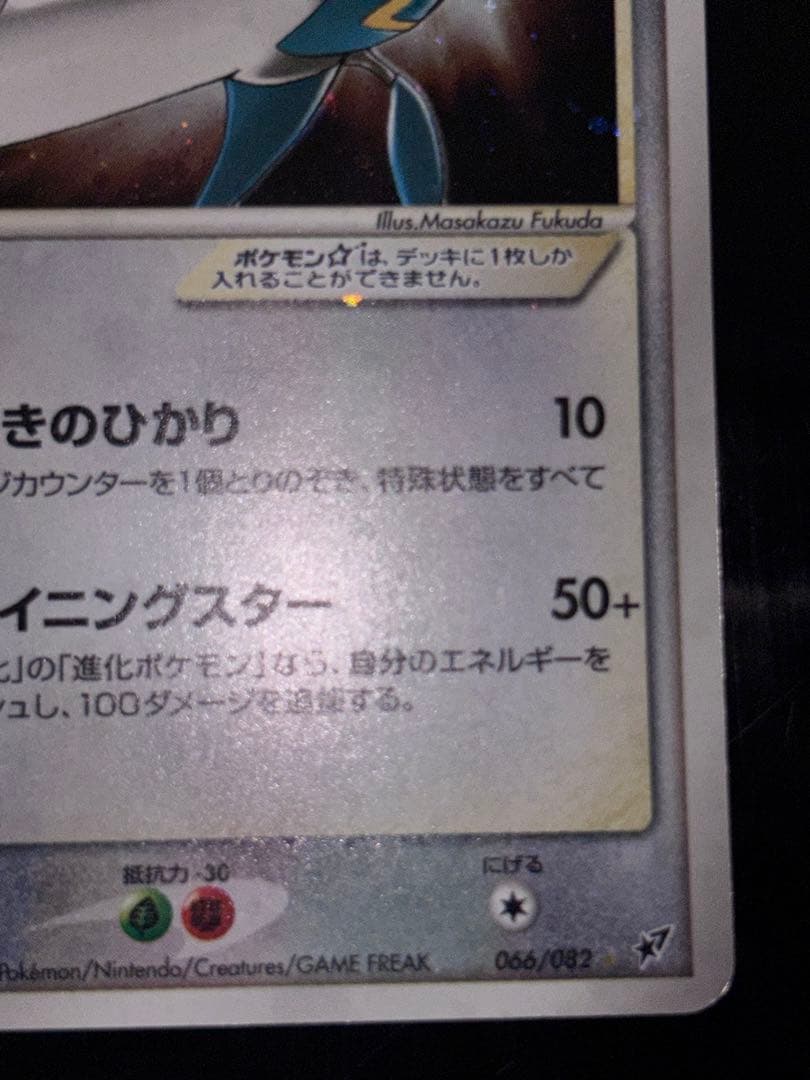 Illus.Masakazu Fukuda
ポケモン☆は、デッキに1枚しか
入れることができません。
きのひかり 10
ジカウンターを1個とりのぞき、特殊状態をすべて
イニングスター 50+
化」の「進化ポケモン」なら、自分のエネルギーを
シュし、100ダメージを追加する。
抵抗力 -30 にげる
Pokémon/Nintendo/Creatures/GAME FREAK 066/082